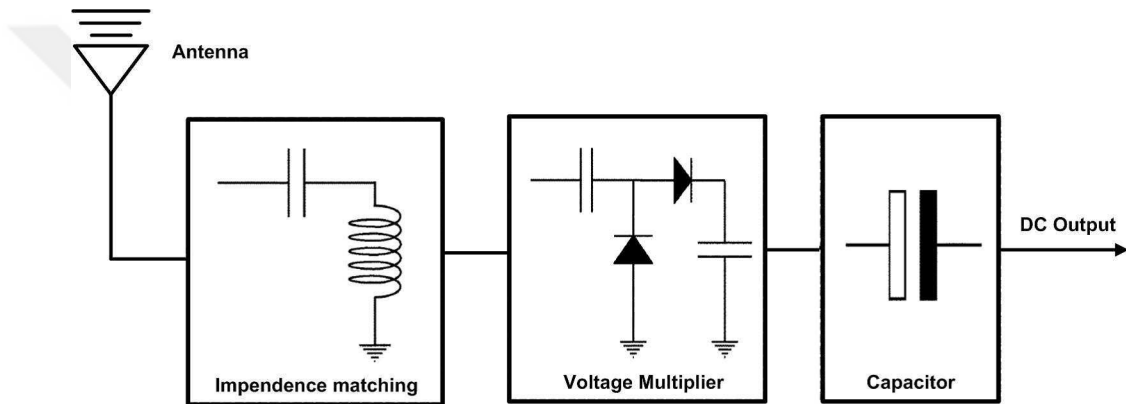 Antenna
DC Output
Impendence matching
Voltage Multiplier
Capacitor